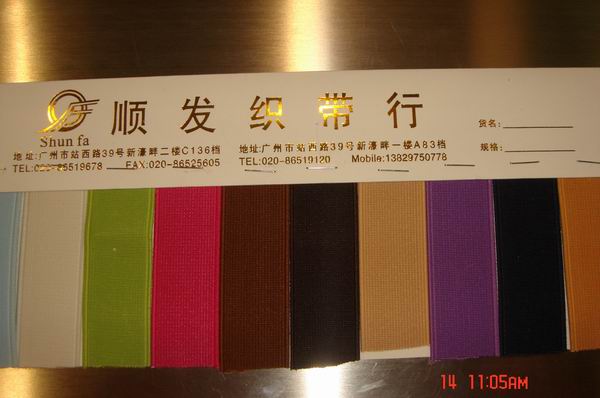 顺发织带行
Shun fa
地址:广州市站西路39号新濠畔二楼C136档
TEL:020-86519678 FAX:020-86525605
地址:广州市站西路39号新濠畔一楼A83档
TEL:020-86519120 Mobile:13829750778
货名:
规格:
14 11:05AM